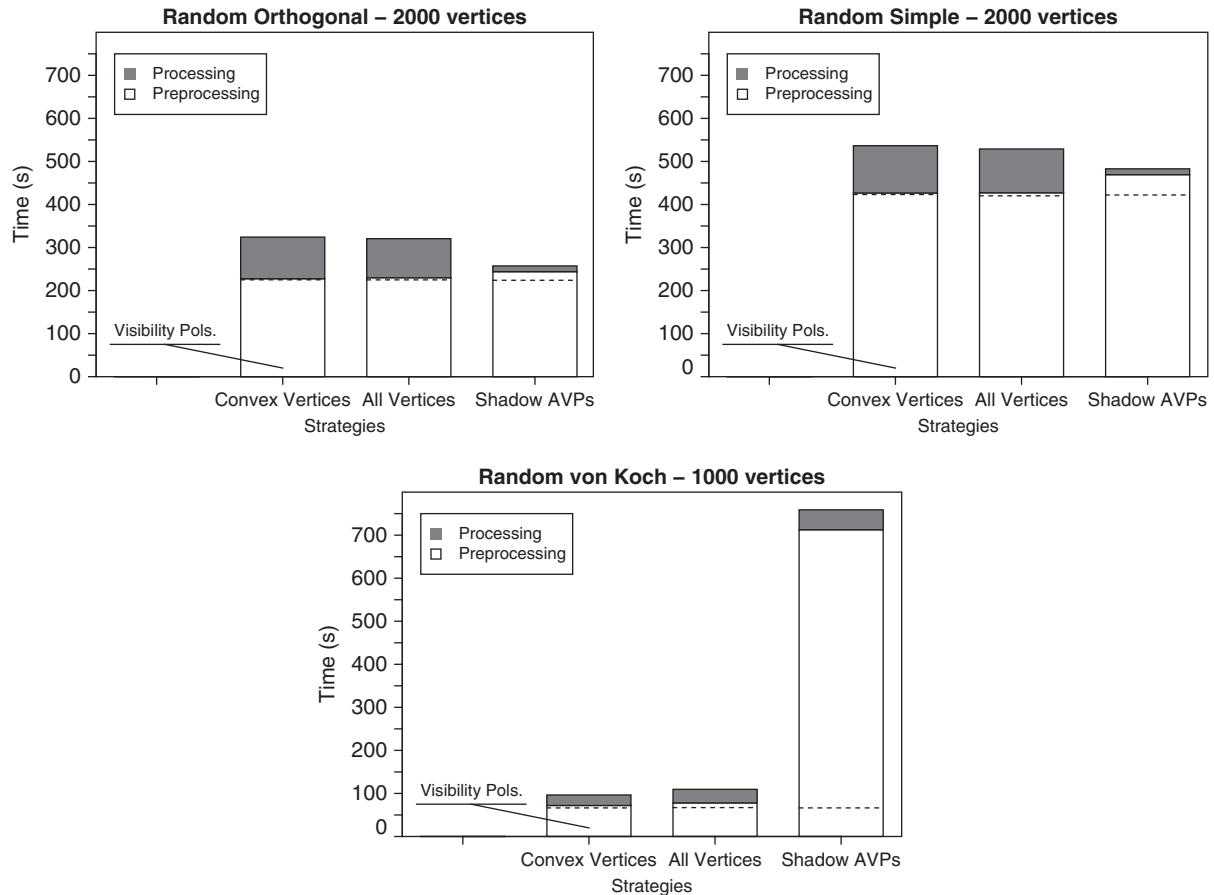 Random Orthogonal – 2000 vertices
Time (s)
700
600
500
400
300
200
100
0
Processing
Preprocessing
Visibility Pols.
Convex Vertices
All Vertices
Shadow AVPs
Strategies
Random Simple – 2000 vertices
Time (s)
700
600
500
400
300
200
100
0
Processing
Preprocessing
Visibility Pols.
Convex Vertices
All Vertices
Shadow AVPs
Strategies
Random von Koch – 1000 vertices
Time (s)
700
600
500
400
300
200
100
0
Processing
Preprocessing
Visibility Pols.
Convex Vertices
All Vertices
Shadow AVPs
Strategies